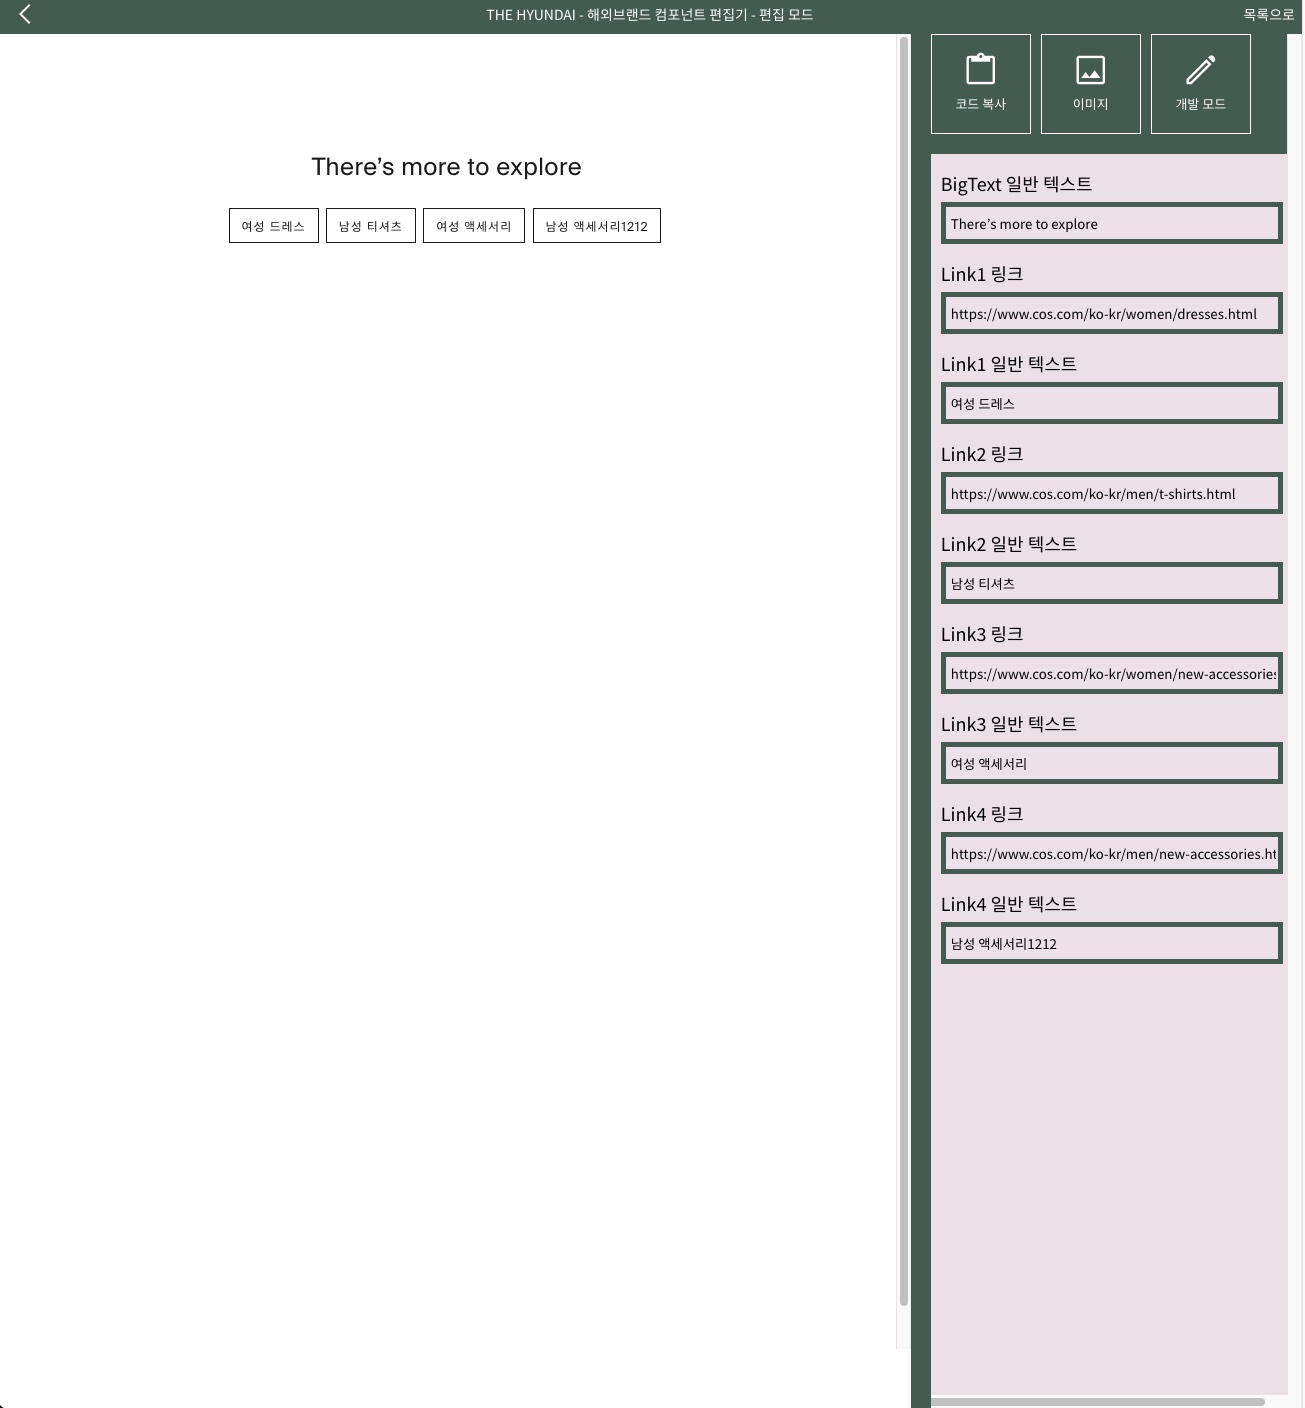 THE HYUNDAI - 해외브랜드 컴포넌트 편집기 - 편집 모드
목록으로
코드 복사
이미지
개발 모드
There’s more to explore
여성 드레스
남성 티셔츠
여성 액세서리
남성 액세서리1212
BigText 일반 텍스트
There’s more to explore
Link1 링크
https://www.cos.com/ko-kr/women/dresses.html
Link1 일반 텍스트
여성 드레스
Link2 링크
https://www.cos.com/ko-kr/men/t-shirts.html
Link2 일반 텍스트
남성 티셔츠
Link3 링크
https://www.cos.com/ko-kr/women/new-accessories
Link3 일반 텍스트
여성 액세서리
Link4 링크
https://www.cos.com/ko-kr/men/new-accessories.ht
Link4 일반 텍스트
남성 액세서리1212